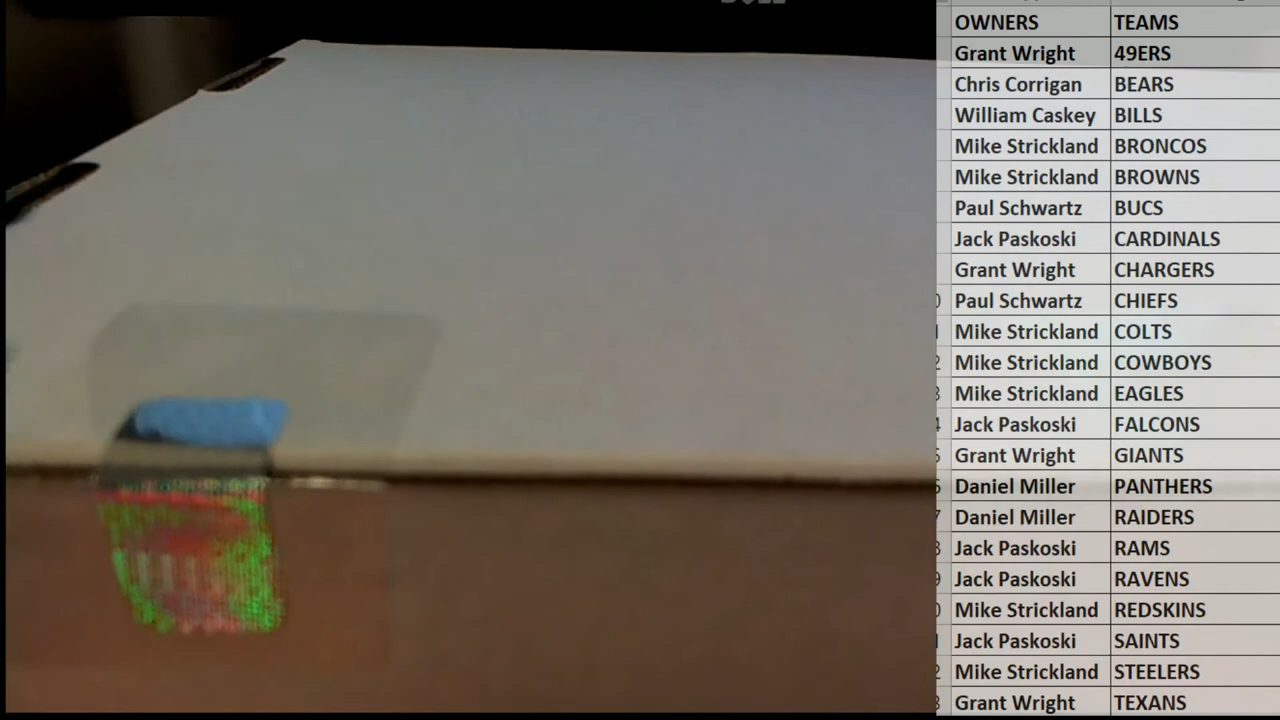 OWNERS TEAMS
Grant Wright 49ERS
Chris Corrigan BEARS
William Caskey BILLS
Mike Strickland BRONCOS
Mike Strickland BROWNS
Paul Schwartz BUCS
Jack Paskoski CARDINALS
Grant Wright CHARGERS
Paul Schwartz CHIEFS
Mike Strickland COLTS
Mike Strickland COWBOYS
Mike Strickland EAGLES
Jack Paskoski FALCONS
Grant Wright GIANTS
Daniel Miller PANTHERS
Daniel Miller RAIDERS
Jack Paskoski RAMS
Jack Paskoski RAVENS
Mike Strickland REDSKINS
Jack Paskoski SAINTS
Mike Strickland STEELERS
Grant Wright TEXANS